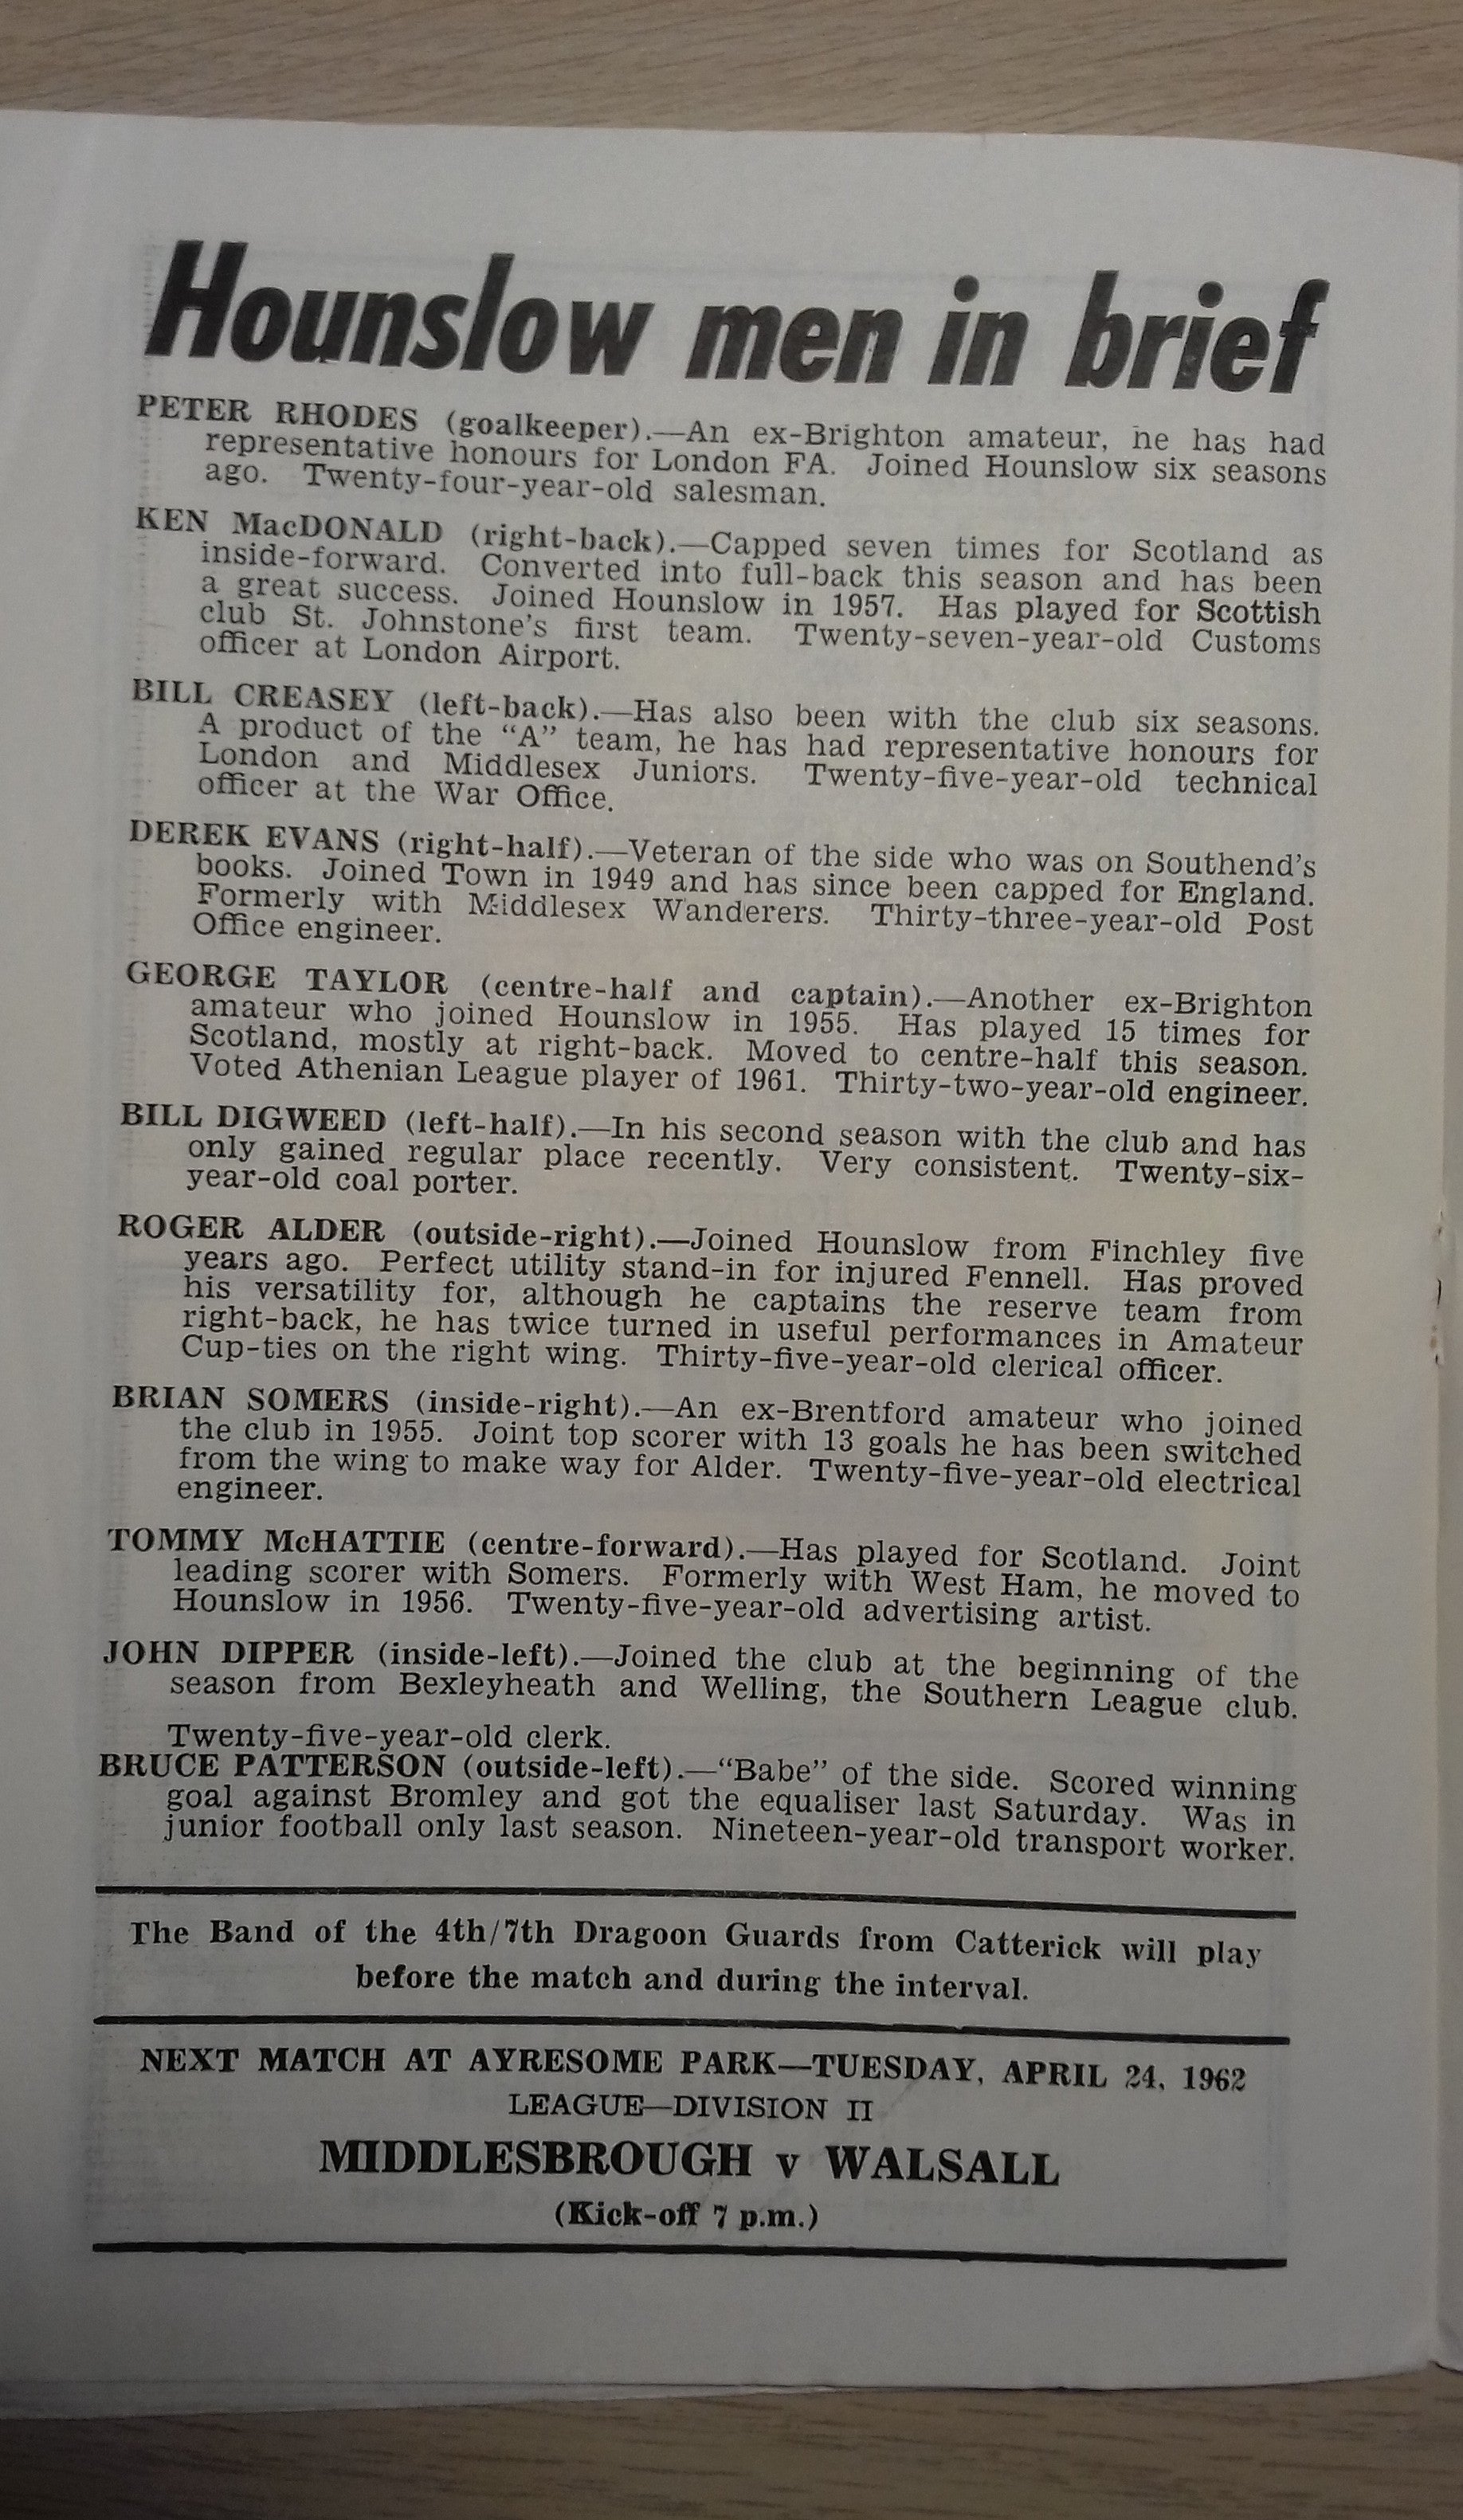 Hounslow men in brief
PETER RHODES (goalkeeper).—An ex-Brighton amateur, he has had
representative honours for London FA. Joined Hounslow six seasons
ago. Twenty-four-year-old salesman.
KEN MacDONALD (right-back).—Capped seven times for Scotland as
inside-forward. Converted into full-back this season and has been
a great success. Joined Hounslow in 1957. Has played for Scottish
club St. Johnstone's first team. Twenty-seven-year-old Customs
officer at London Airport.
BILL CREASEY (left-back).—Has also been with the club six seasons.
A product of the “A” team, he has had representative honours for
London and Middlesex Juniors. Twenty-five-year-old technical
officer at the War Office.
DEREK EVANS (right-half).—Veteran of the side who was on Southend's
books. Joined Town in 1949 and has since been capped for England.
Formerly with Middlesex Wanderers. Thirty-three-year-old Post
Office engineer.
GEORGE TAYLOR (centre-half and captain).—Another ex-Brighton
amateur who joined Hounslow in 1955. Has played 15 times for
Scotland, mostly at right-back. Moved to centre-half this season.
Voted Athenian League player of 1961. Thirty-two-year-old engineer.
BILL DIGWEED (left-half).—In his second season with the club and has
only gained regular place recently. Very consistent. Twenty-six-
year-old coal porter.
ROGER ALDER (outside-right).—Joined Hounslow from Finchley five
years ago. Perfect utility stand-in for injured Fennell. Has proved
his versatility for, although he captains the reserve team from
right-back, he has twice turned in useful performances in Amateur
Cup-ties on the right wing. Thirty-five-year-old clerical officer.
BRIAN SOMERS (inside-right).—An ex-Brentford amateur who joined
the club in 1955. Joint top scorer with 13 goals he has been switched
from the wing to make way for Alder. Twenty-five-year-old electrical
engineer.
TOMMY McHATTIE (centre-forward).—Has played for Scotland. Joint
leading scorer with Somers. Formerly with West Ham, he moved to
Hounslow in 1956. Twenty-five-year-old advertising artist.
JOHN DIPPER (inside-left).—Joined the club at the beginning of the
season from Bexleyheath and Welling, the Southern League club.
Twenty-five-year-old clerk.
BRUCE PATTERSON (outside-left).—“Babe” of the side. Scored winning
goal against Bromley and got the equaliser last Saturday. Was in
junior football only last season. Nineteen-year-old transport worker.
The Band of the 4th/7th Dragoon Guards from Catterick will play
before the match and during the interval.
NEXT MATCH AT AYRESOME PARK—TUESDAY, APRIL 24, 1962
LEAGUE—DIVISION II
MIDDLESBROUGH v WALSALL
(Kick-off 7 p.m.)